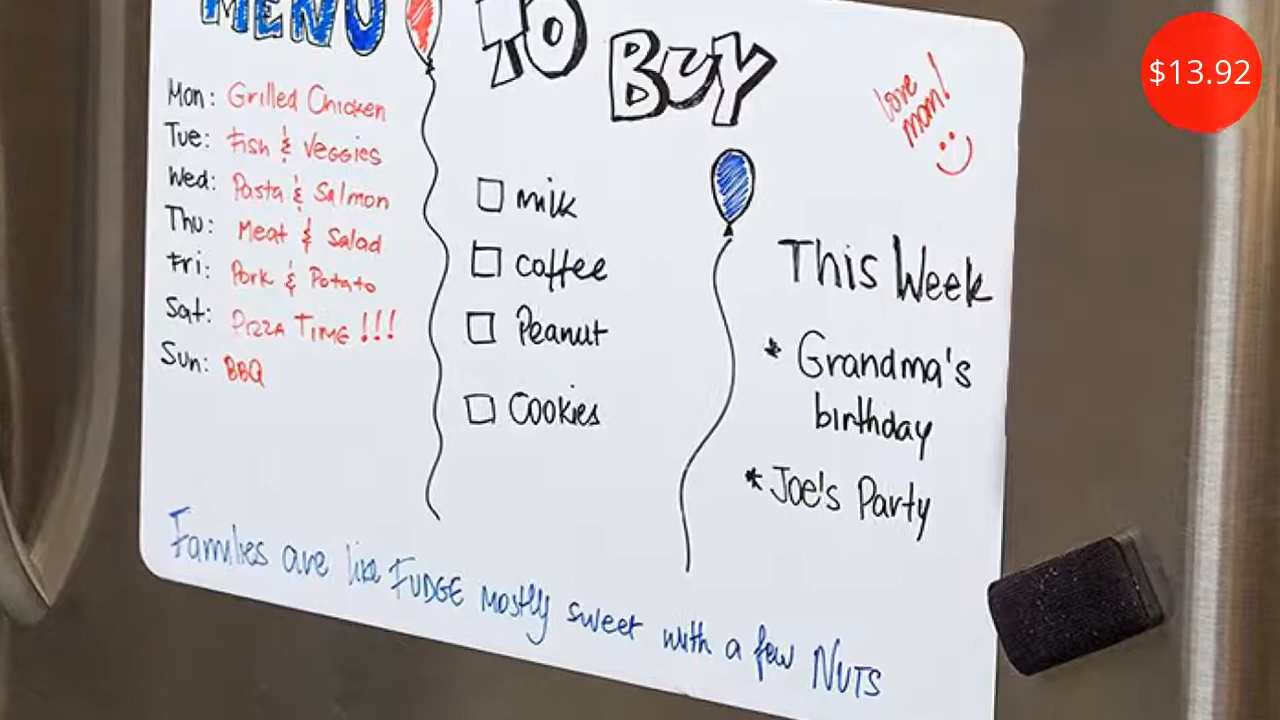 MENU
Mon: Grilled Chicken
Tue: Fish & Veggies
Wed: Pasta & Salmon
Thu: Meat & Salad
Fri: Pork & Potato
Sat: Pizza Time !!!
Sun: BBQ
TO BUY
milk
coffee
Peanut
Cookies
love
mom!
This Week
* Grandma's
birthday
* Joe's Party
Families are like FUDGE mostly sweet with a few NUTS
$13.92